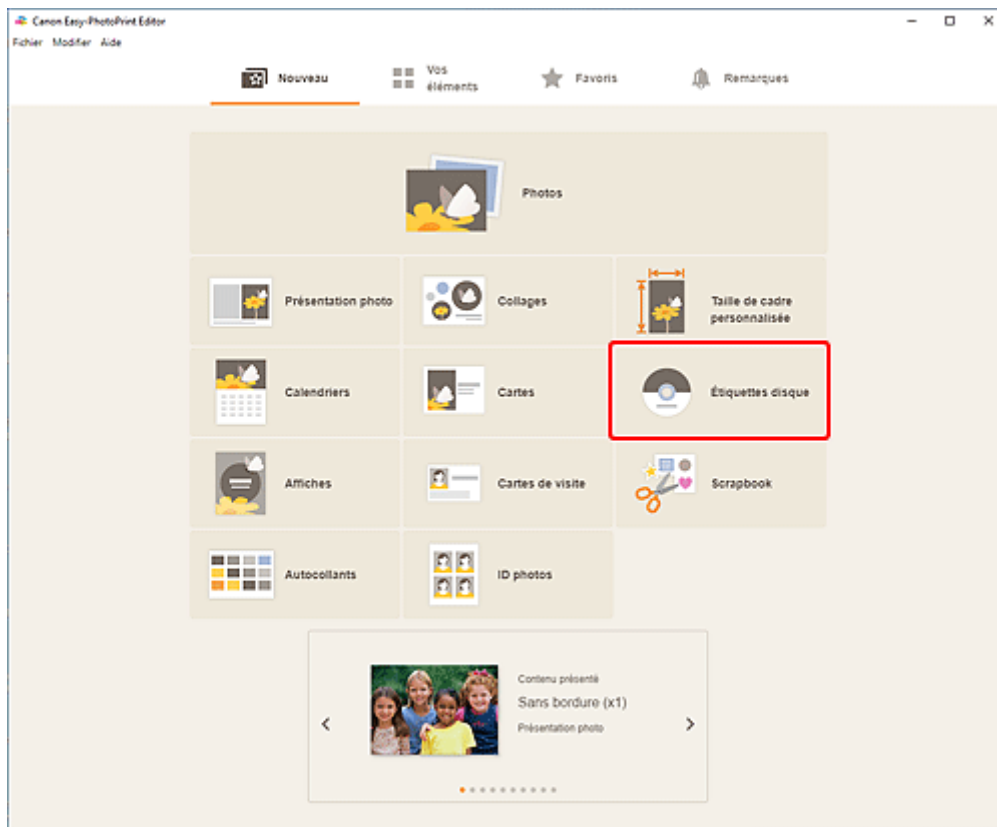 Canon Easy-PhotoPrint Editor
Fichier Modifier Aide
Nouveau
Vos
éléments
Favoris
Remarques
Photos
Présentation photo
Collages
Taille de cadre
personnalisée
Calendriers
Cartes
Étiquettes disque
Affiches
Cartes de visite
Scrapbook
Autocollants
ID photos
Contenu présenté
Sans bordure (x1)
Présentation photo